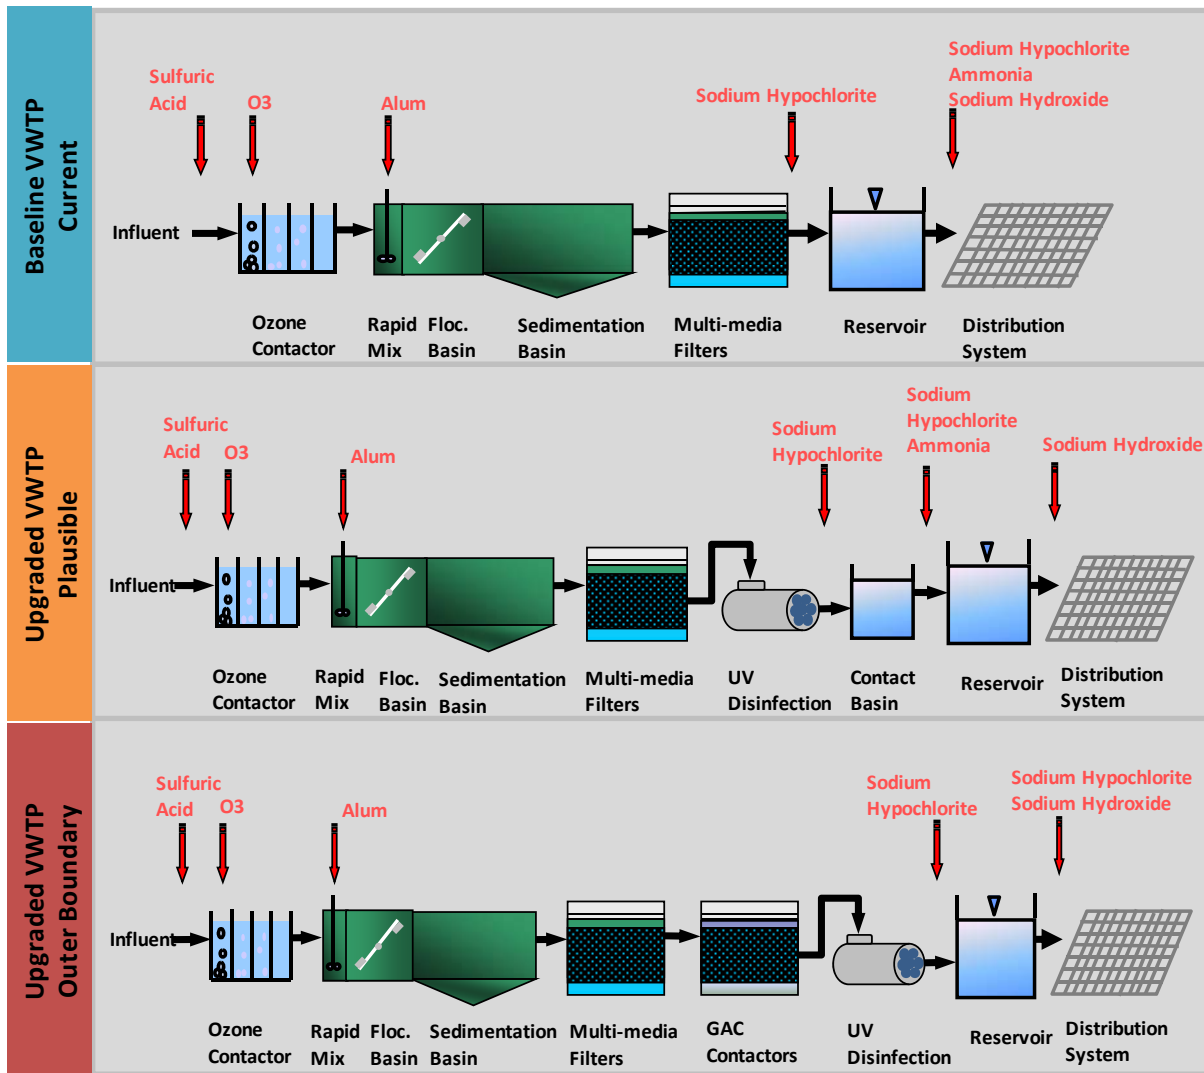 Baseline VWTP
Current
Sulfuric
Acid
O3
Alum
Sodium Hypochlorite
Sodium Hypochlorite
Ammonia
Sodium Hydroxide
Influent
Ozone
Contactor
Rapid
Mix
Floc.
Basin
Sedimentation
Basin
Multi-media
Filters
Reservoir
Distribution
System
Upgraded VWTP
Plausible
Sulfuric
Acid
O3
Alum
Sodium
Hypochlorite
Sodium
Hypochlorite
Ammonia
Sodium Hydroxide
Influent
Ozone
Contactor
Rapid
Mix
Floc.
Basin
Sedimentation
Basin
Multi-media
Filters
UV
Disinfection
Contact
Basin
Reservoir
Distribution
System
Upgraded VWTP
Outer Boundary
Sulfuric
Acid
O3
Alum
Sodium
Hypochlorite
Sodium Hypochlorite
Sodium Hydroxide
Influent
Ozone
Contactor
Rapid
Mix
Floc.
Basin
Sedimentation
Basin
Multi-media
Filters
GAC
Contactors
UV
Disinfection
Reservoir
Distribution
System